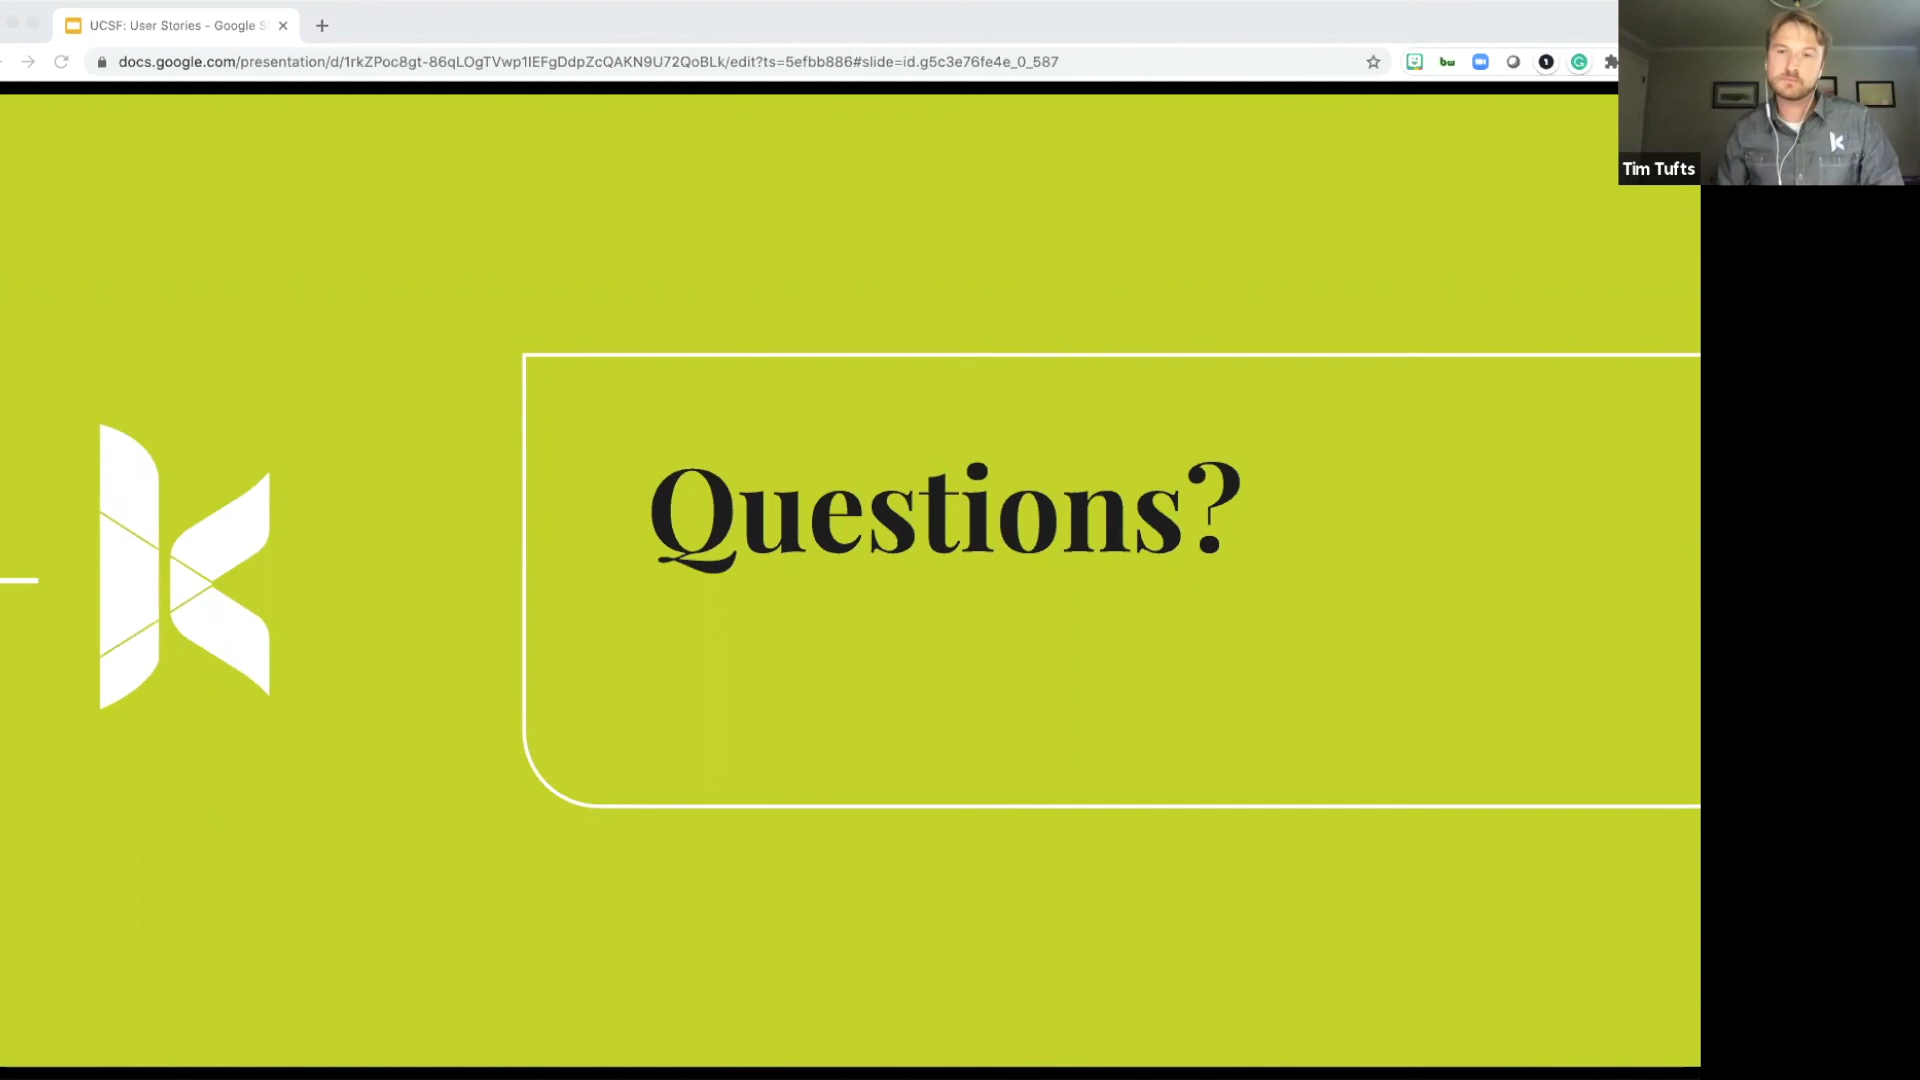 UCSF: User Stories - Google S
docs.google.com/presentation/d/1rkZPoc8gt-86qLOgTVwp1IEFgDdpZcQAKN9U72QoBLk/edit?ts=5efbb886#slide=id.g5c3e76fe4e_0_587
bw
Tim Tufts
Questions?